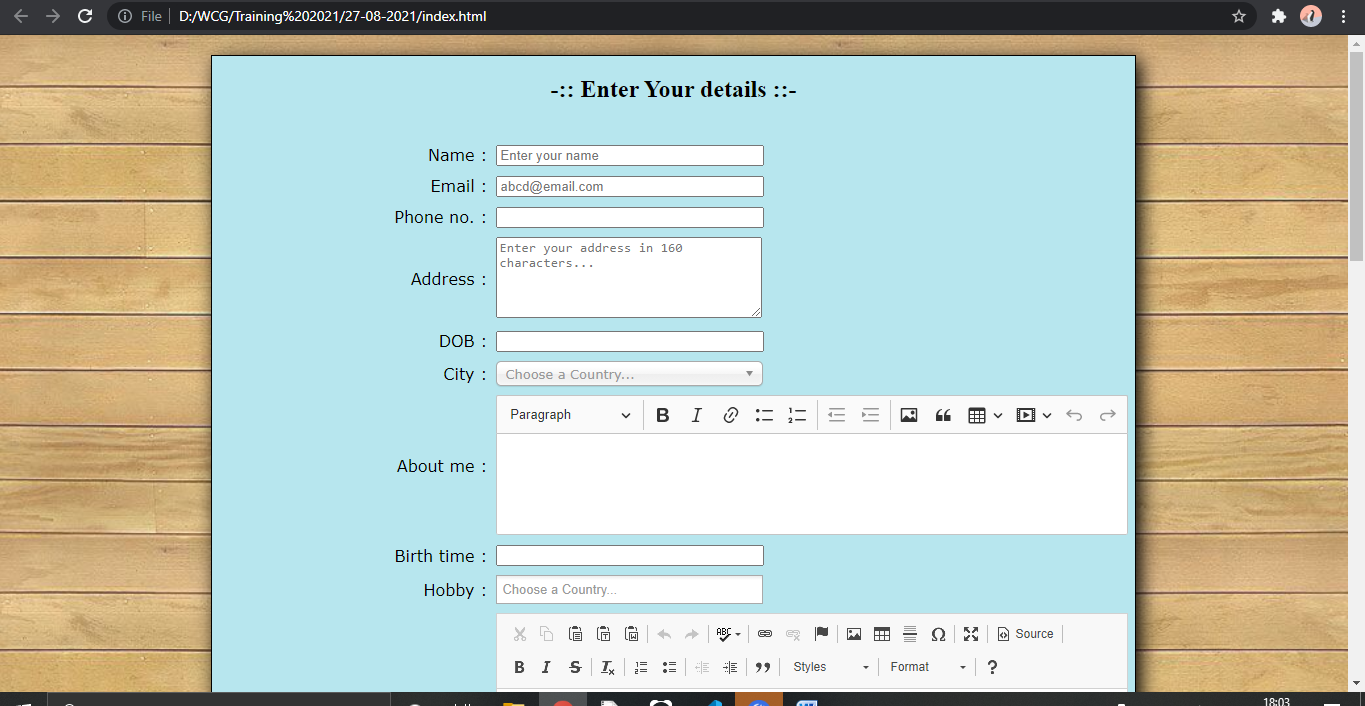 File D:/WCG/Training%202021/27-08-2021/index.html
-:: Enter Your details ::-
Name : Enter your name
Email : abcd@email.com
Phone no. :
Address : Enter your address in 160
characters...
DOB :
City : Choose a Country...
Paragraph B I
About me :
Birth time :
Hobby : Choose a Country...
ABC Ω Source
B I S Tx Styles Format ?
18:03